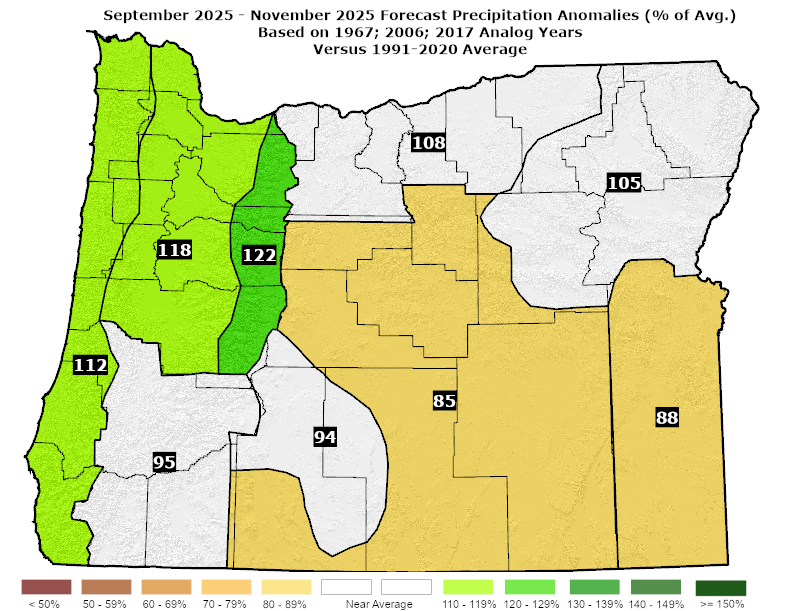 September 2025 - November 2025 Forecast Precipitation Anomalies (% of Avg.)
Based on 1967; 2006; 2017 Analog Years
Versus 1991-2020 Average
108
105
118
122
112
85
88
94
95
< 50%
50 - 59%
60 - 69%
70 - 79%
80 - 89%
Near Average
110 - 119%
120 - 129%
130 - 139%
140 - 149%
>= 150%